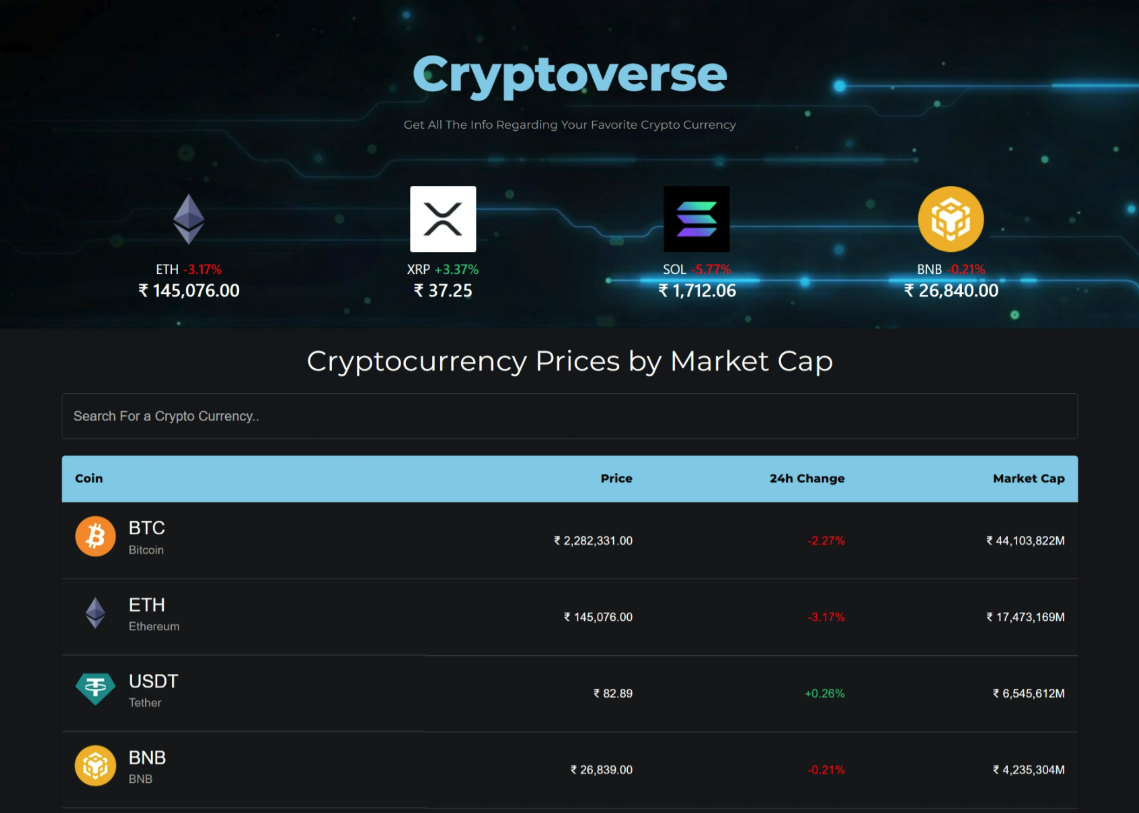 Cryptoverse
Get All The Info Regarding Your Favorite Crypto Currency
ETH -3.17%
₹ 145,076.00
XRP +3.37%
₹ 37.25
SOL -5.77%
₹ 1,712.06
BNB -0.21%
₹ 26,840.00
Cryptocurrency Prices by Market Cap
Search For a Crypto Currency..
Coin Price 24h Change Market Cap
BTC
Bitcoin
₹ 2,282,331.00 -2.27% ₹ 44,103,822M
ETH
Ethereum
₹ 145,076.00 -3.17% ₹ 17,473,169M
USDT
Tether
₹ 82.89 +0.26% ₹ 6,545,612M
BNB
BNB
₹ 26,839.00 -0.21% ₹ 4,235,304M